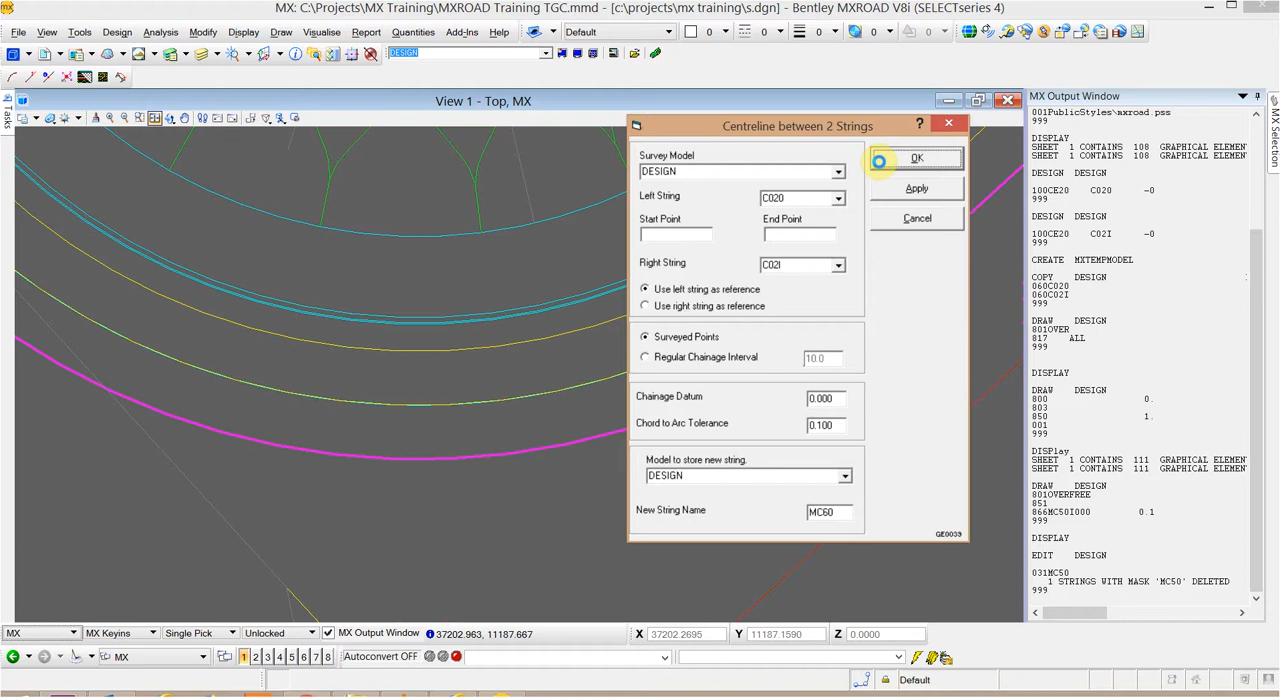 MX: C:\Projects\MX Training\MXROAD Training TGC.mmd - [c:\projects\mx training\s.dgn] - Bentley MXROAD V8i (SELECTseries 4)
File View Tools Design Analysis Modify Display Draw Visualise Report Quantities Add-Ins Help Default 0 0 0 0 0
DESIGN
View 1 - Top, MX
Tasks
Centreline between 2 Strings ?
Survey Model
DESIGN
OK
Left String C020
Apply
Start Point End Point
Cancel
Right String C02I
Use left string as reference
Use right string as reference
Surveyed Points
Regular Chainage Interval 10.0
Chainage Datum 0.000
Chord to Arc Tolerance 0.100
Model to store new string.
DESIGN
New String Name MC60
GE0039
MX Output Window
MX Selection
001PublicStyles\mxroad.pss
999
DISPLAY
SHEET 1 CONTAINS 108 GRAPHICAL ELEMEN
SHEET 1 CONTAINS 108 GRAPHICAL ELEMEN
DESIGN DESIGN
100CE20 C020 -0
999
DESIGN DESIGN
100CE20 C02I -0
999
CREATE MXTEMPMODEL
COPY DESIGN
060C020
060C02I
999
DRAW DESIGN
801OVER
817 ALL
999
DISPLAY
DRAW DESIGN
800 0.
803
850 1.
001
999
DISPlay
SHEET 1 CONTAINS 111 GRAPHICAL ELEMEN
SHEET 1 CONTAINS 111 GRAPHICAL ELEMEN
DRAW DESIGN
801OVERFREE
851
866MC50I000 0.1
999
DISPLAY
EDIT DESIGN
031MC50
1 STRINGS WITH MASK 'MC50' DELETED
999
MX MX Keyins Single Pick Unlocked MX Output Window 37202.963, 11187.667 X 37202.2695 Y 11187.1590 Z 0.0000
MX 1 2 3 4 5 6 7 8 Autoconvert OFF
Default